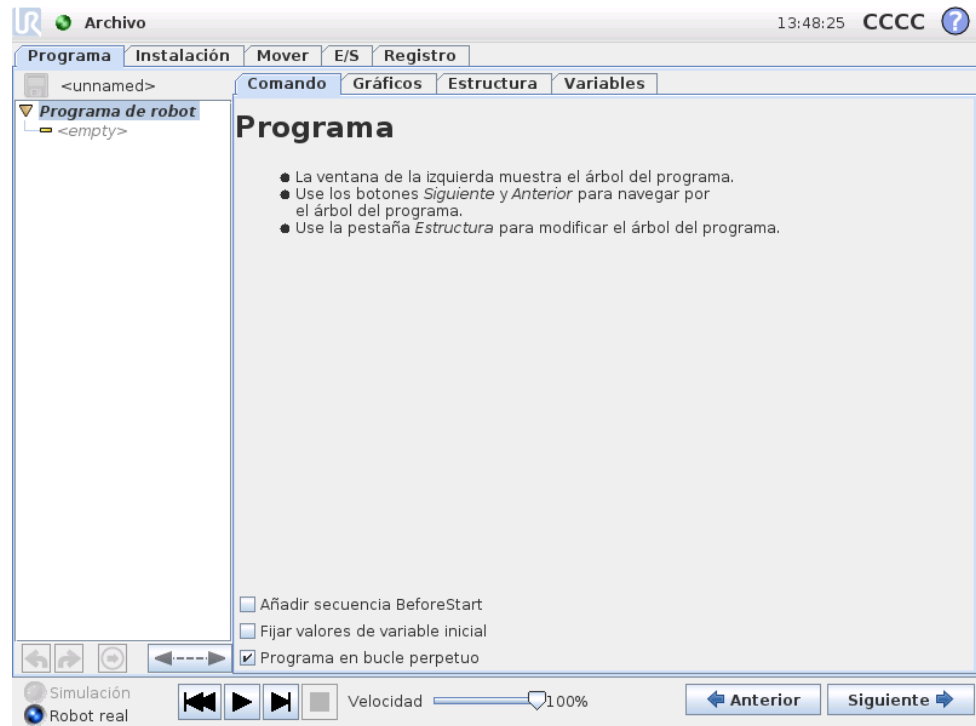 UR Archivo 13:48:25 CCCC ?
Programa Instalación Mover E/S Registro
<unnamed> Comando Gráficos Estructura Variables
Programa de robot
<empty>
Programa
La ventana de la izquierda muestra el árbol del programa.
Use los botones Siguiente y Anterior para navegar por
el árbol del programa.
Use la pestaña Estructura para modificar el árbol del programa.
Añadir secuencia BeforeStart
Fijar valores de variable inicial
Programa en bucle perpetuo
Simulación
Robot real
Velocidad 100%
Anterior Siguiente